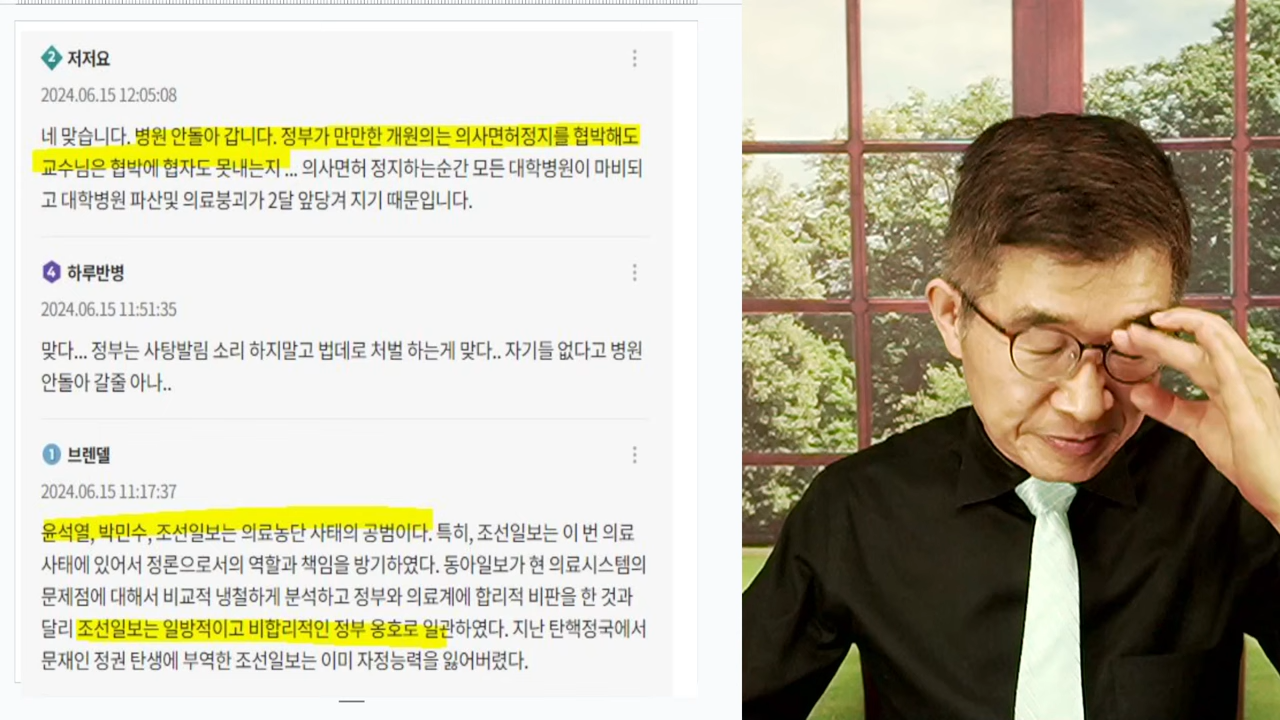 2 저저요
2024.06.15 12:05:08
네 맞습니다. 병원 안돌아 갑니다. 정부가 만만한 개원의는 의사면허정지를 협박해도
교수님은 협박에 협자도 못내는지 ... 의사면허 정지하는순간 모든 대학병원이 마비되
고 대학병원 파산및 의료붕괴가 2달 앞당겨 지기 때문입니다.
4 하루반병
2024.06.15 11:51:35
맞다... 정부는 사탕발림 소리 하지말고 법데로 처벌 하는게 맞다.. 자기들 없다고 병원
안돌아 갈줄 아나..
1 브렌델
2024.06.15 11:17:37
윤석열, 박민수, 조선일보는 의료농단 사태의 공범이다. 특히, 조선일보는 이 번 의료
사태에 있어서 정론으로서의 역할과 책임을 방기하였다. 동아일보가 현 의료시스템의
문제점에 대해서 비교적 냉철하게 분석하고 정부와 의료계에 합리적 비판을 한 것과
달리 조선일보는 일방적이고 비합리적인 정부 옹호로 일관하였다. 지난 탄핵정국에서
문재인 정권 탄생에 부역한 조선일보는 이미 자정능력을 잃어버렸다.